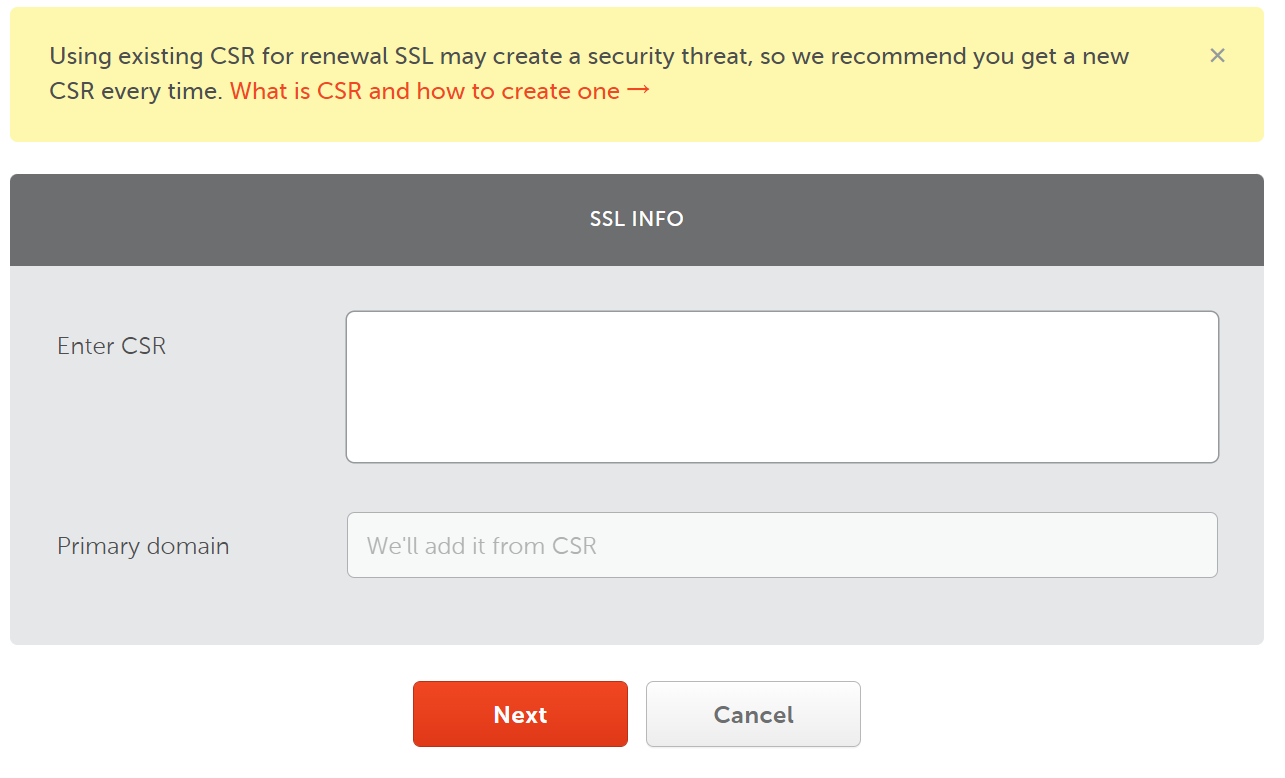 Using existing CSR for renewal SSL may create a security threat, so we recommend you get a new
CSR every time. What is CSR and how to create one →
×
SSL INFO
Enter CSR
Primary domain
We'll add it from CSR
Next
Cancel